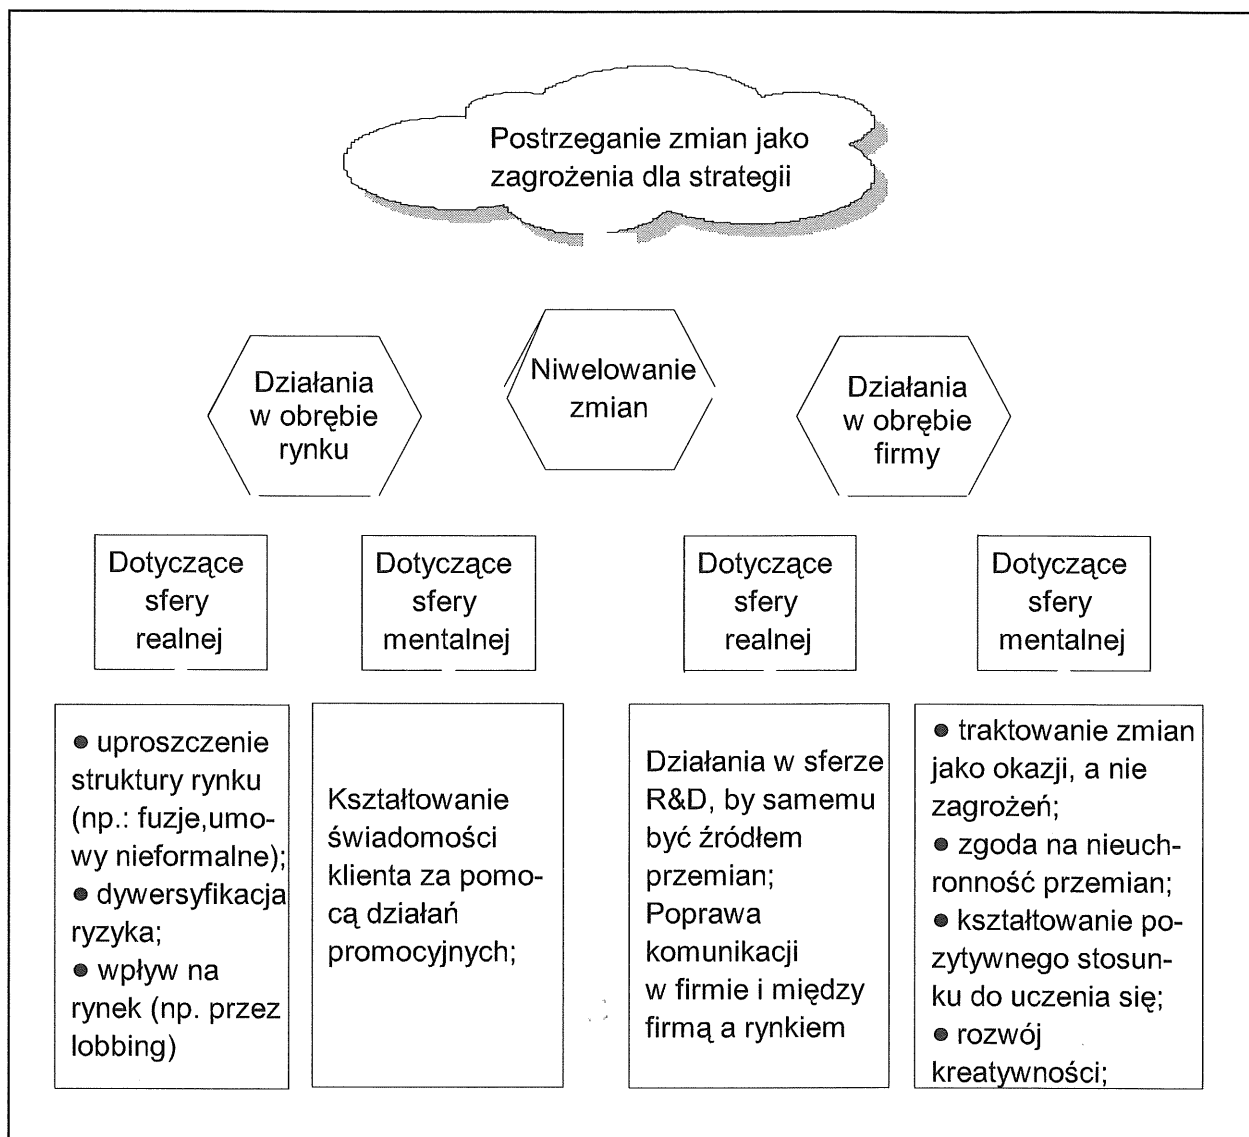 Postrzeganie zmian jako
zagrożenia dla strategii
Działania
w obrębie
rynku
Niwelowanie
zmian
Działania
w obrębie
firmy
Dotyczące
sfery
realnej
Dotyczące
sfery
mentalnej
Dotyczące
sfery
realnej
Dotyczące
sfery
mentalnej
● uproszczenie
struktury rynku
(np.: fuzje,umo-
wy nieformalne);
● dywersyfikacja
ryzyka;
● wpływ na
rynek (np. przez
lobbing)
Kształtowanie
świadomości
klienta za pomo-
cą działań
promocyjnych;
Działania w sferze
R&D, by samemu
być źródłem
przemian;
Poprawa
komunikacji
w firmie i między
firmą a rynkiem
● traktowanie zmian
jako okazji, a nie
zagrożeń;
● zgoda na nieuch-
ronność przemian;
● kształtowanie po-
zytywnego stosun-
ku do uczenia się;
● rozwój
kreatywności;